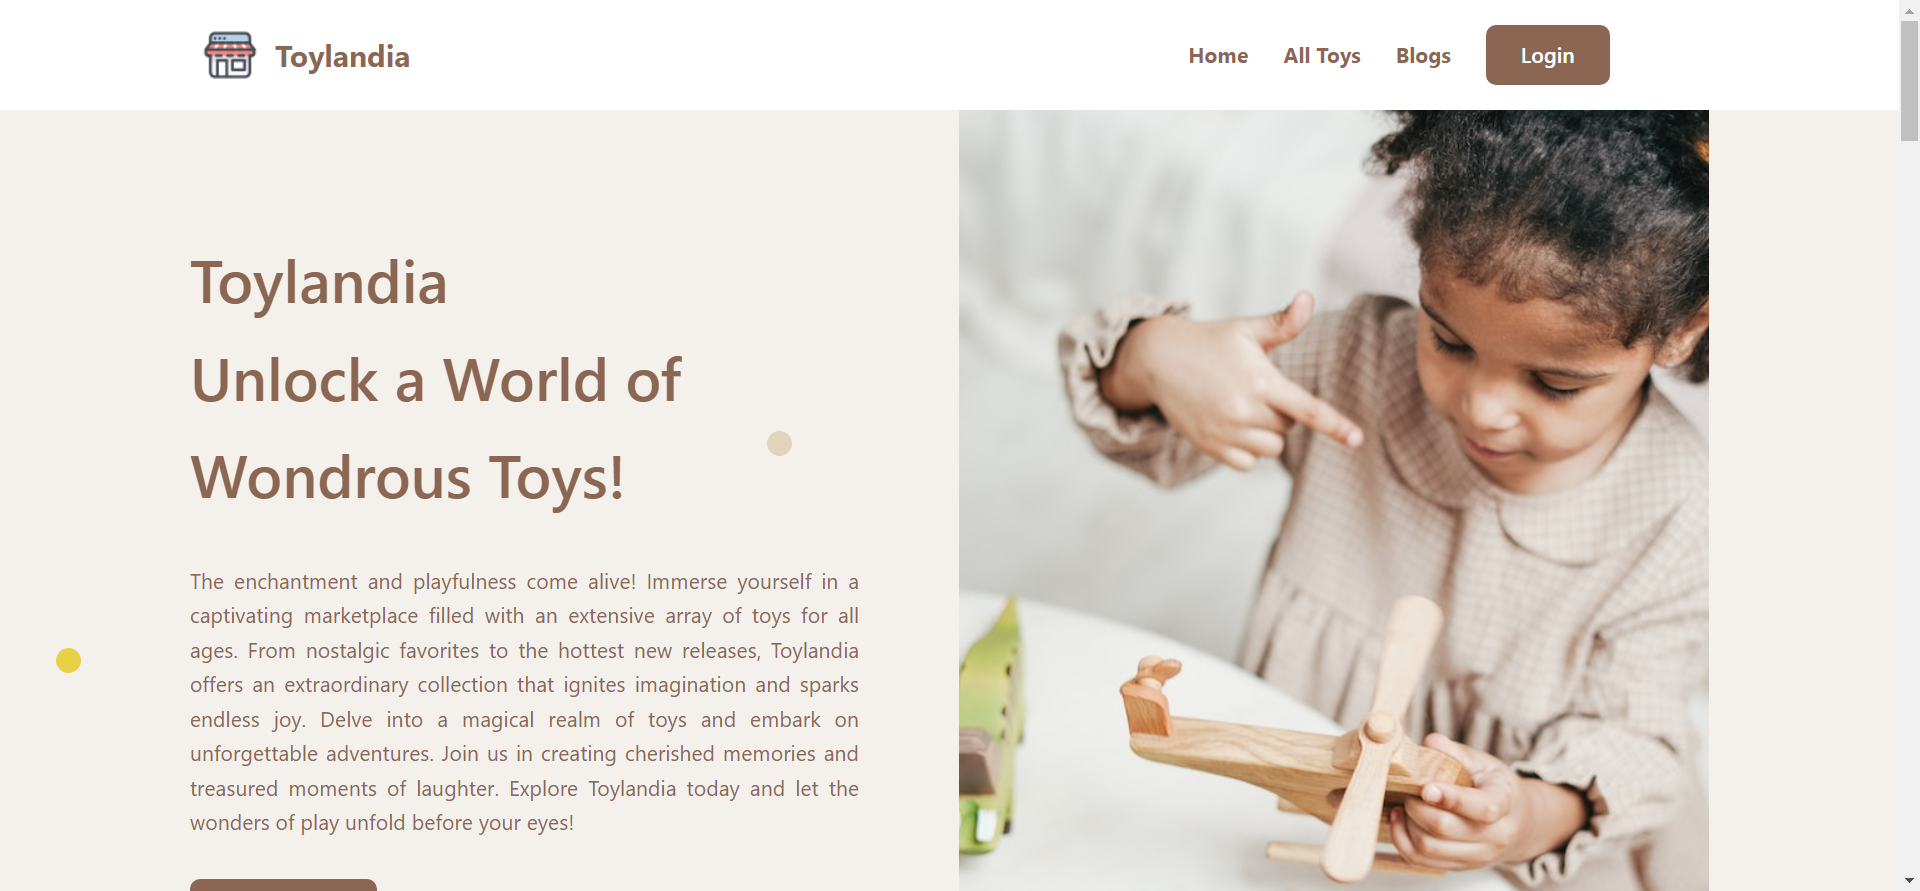 Toylandia
Home
All Toys
Blogs
Login
Toylandia
Unlock a World of
Wondrous Toys!
The enchantment and playfulness come alive! Immerse yourself in a
captivating marketplace filled with an extensive array of toys for all
ages. From nostalgic favorites to the hottest new releases, Toylandia
offers an extraordinary collection that ignites imagination and sparks
endless joy. Delve into a magical realm of toys and embark on
unforgettable adventures. Join us in creating cherished memories and
treasured moments of laughter. Explore Toylandia today and let the
wonders of play unfold before your eyes!